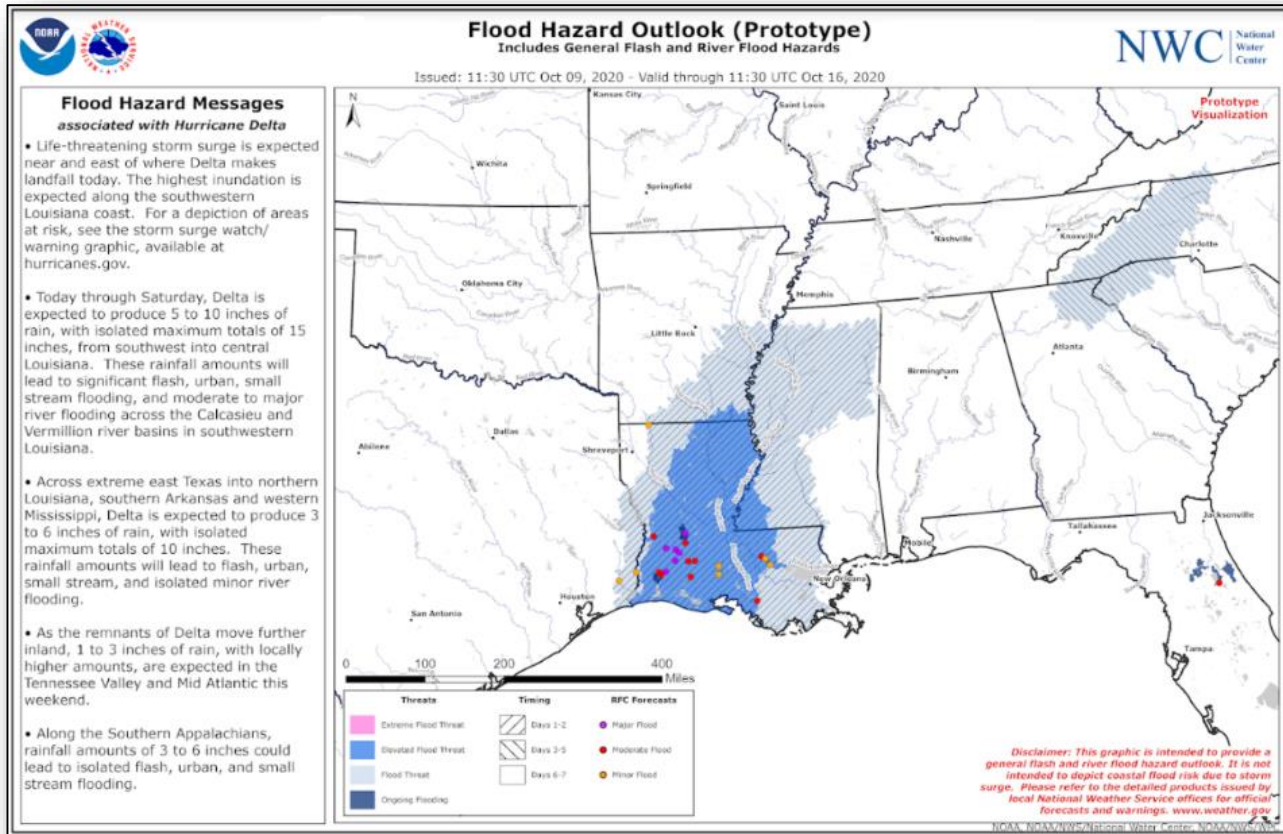 NOAA
Flood Hazard Outlook (Prototype)
Includes General Flash and River Flood Hazards
Issued: 11:30 UTC Oct 09, 2020 - Valid through 11:30 UTC Oct 16, 2020
NWC
National
Water
Center
Flood Hazard Messages
associated with Hurricane Delta
• Life-threatening storm surge is expected
near and east of where Delta makes
landfall today. The highest inundation is
expected along the southwestern
Louisiana coast. For a depiction of areas
at risk, see the storm surge watch/
warning graphic, available at
hurricanes.gov.
• Today through Saturday, Delta is
expected to produce 5 to 10 inches of
rain, with isolated maximum totals of 15
inches, from southwest into central
Louisiana. These rainfall amounts will
lead to significant flash, urban, small
stream flooding, and moderate to major
river flooding across the Calcasieu and
Vermillion river basins in southwestern
Louisiana.
• Across extreme east Texas into northern
Louisiana, southern Arkansas and western
Mississippi, Delta is expected to produce 3
to 6 inches of rain, with isolated
maximum totals of 10 inches. These
rainfall amounts will lead to flash, urban,
small stream, and isolated minor river
flooding.
• As the remnants of Delta move further
inland, 1 to 3 inches of rain, with locally
higher amounts, are expected in the
Tennessee Valley and Mid Atlantic this
weekend.
• Along the Southern Appalachians,
rainfall amounts of 3 to 6 inches could
lead to isolated flash, urban, and small
stream flooding.
N
Prototype
Visualization
Kansas City
Saint Louis
Wichita
Springfield
Nashville
Knoxville
Charlotte
Oklahoma City
Memphis
Little Rock
Atlanta
Birmingham
Dallas
Abilene
Shreveport
Jacksonville
Tallahassee
Mobile
New Orleans
Houston
San Antonio
Tampa
0 100 200 400
Miles
Threats
Extreme Flood Threat
Elevated Flood Threat
Flood Threat
Ongoing Flooding
Timing
Days 1-2
Days 3-5
Days 6-7
RFC Forecasts
Major Flood
Moderate Flood
Minor Flood
Disclaimer: This graphic is intended to provide a
general flash and river flood hazard outlook. It is not
intended to depict coastal flood risk due to storm
surge. Please refer to the detailed products issued by
local National Weather Service offices for official
forecasts and warnings. www.weather.gov
NOAA, NOAA/NWS/National Water Center, NOAA/NWS/WPC